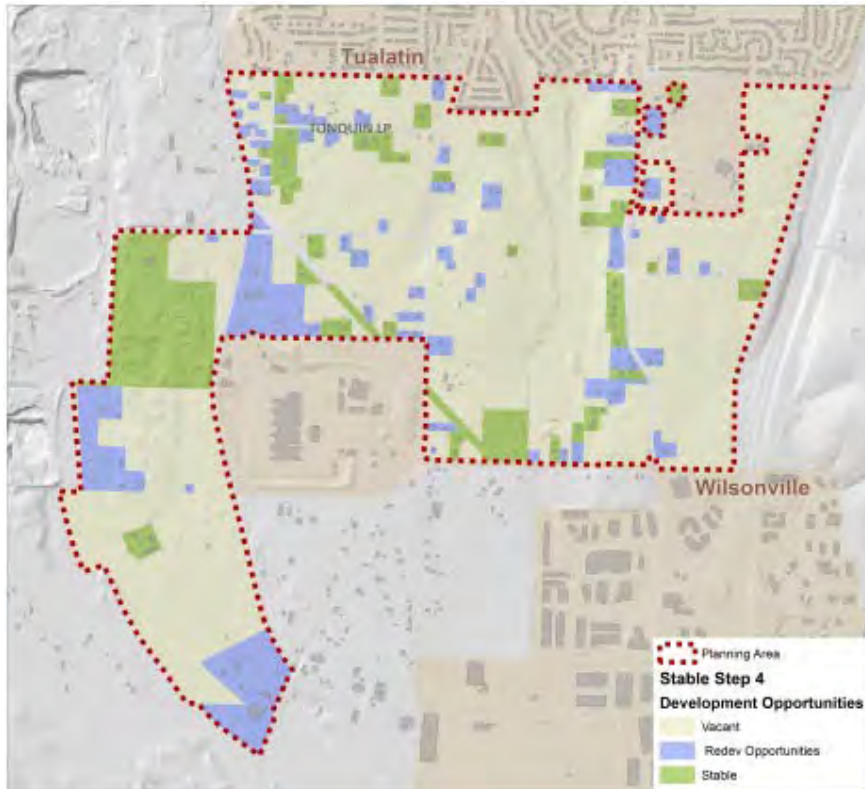 Tualatin
TONQUIN LP
Wilsonville
Planning Area
Stable Step 4
Development Opportunities
Vacant
Redev Opportunities
Stable